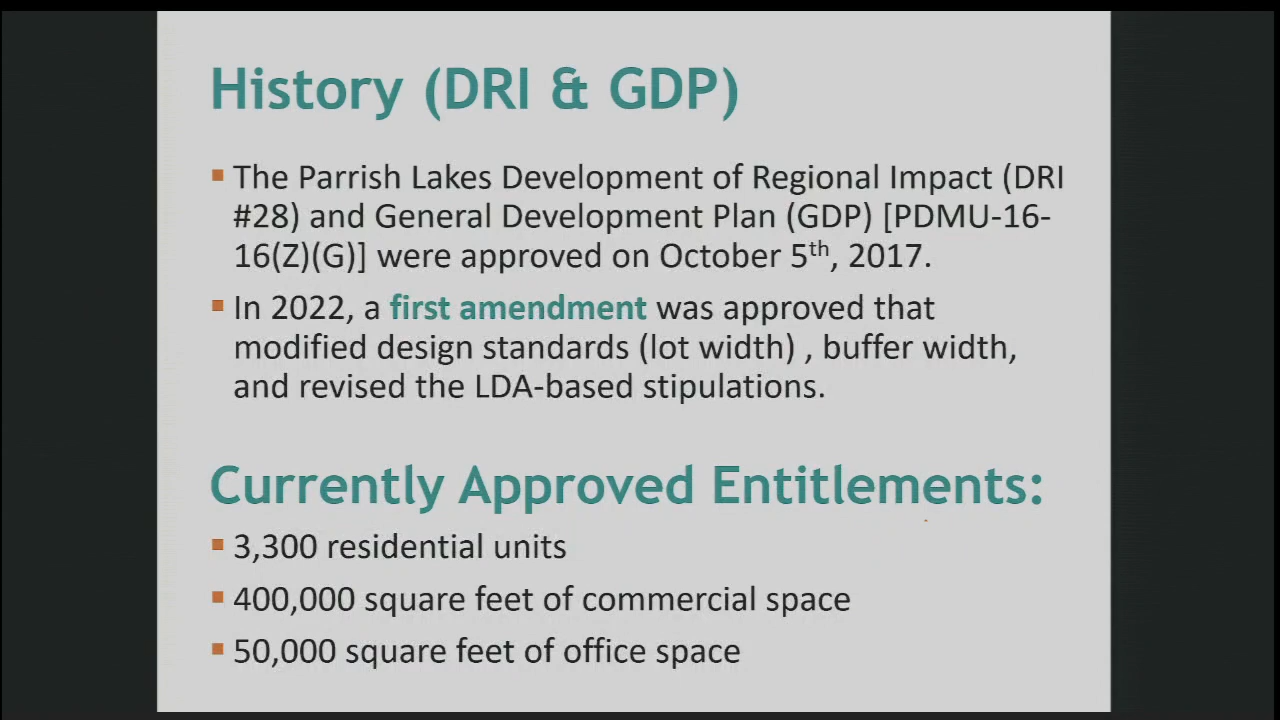 History (DRI & GDP)
▪ The Parrish Lakes Development of Regional Impact (DRI
#28) and General Development Plan (GDP) [PDMU-16-
16(Z)(G)] were approved on October 5th, 2017.
▪ In 2022, a first amendment was approved that
modified design standards (lot width) , buffer width,
and revised the LDA-based stipulations.
Currently Approved Entitlements:
▪ 3,300 residential units
▪ 400,000 square feet of commercial space
▪ 50,000 square feet of office space